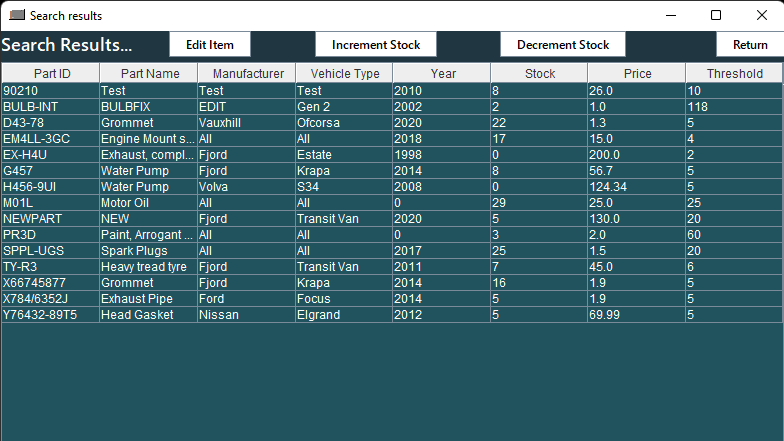 Search results
Search Results... Edit Item Increment Stock Decrement Stock Return
Part ID Part Name Manufacturer Vehicle Type Year Stock Price Threshold
90210 Test Test Test 2010 8 26.0 10
BULB-INT BULBFIX EDIT Gen 2 2002 2 1.0 118
D43-78 Grommet Vauxhill Ofcorsa 2020 22 1.3 5
EM4LL-3GC Engine Mount s... All All 2018 17 15.0 4
EX-H4U Exhaust, compl... Fjord Estate 1998 0 200.0 2
G457 Water Pump Fjord Krapa 2014 8 56.7 5
H456-9UI Water Pump Volva S34 2008 0 124.34 5
M01L Motor Oil All All 0 29 25.0 25
NEWPART NEW Fjord Transit Van 2020 5 130.0 20
PR3D Paint, Arrogant ... All All 0 3 2.0 60
SPPL-UGS Spark Plugs All All 2017 25 1.5 20
TY-R3 Heavy tread tyre Fjord Transit Van 2011 7 45.0 6
X66745877 Grommet Fjord Krapa 2014 16 1.9 5
X784/6352J Exhaust Pipe Ford Focus 2014 5 1.9 5
Y76432-89T5 Head Gasket Nissan Elgrand 2012 5 69.99 5